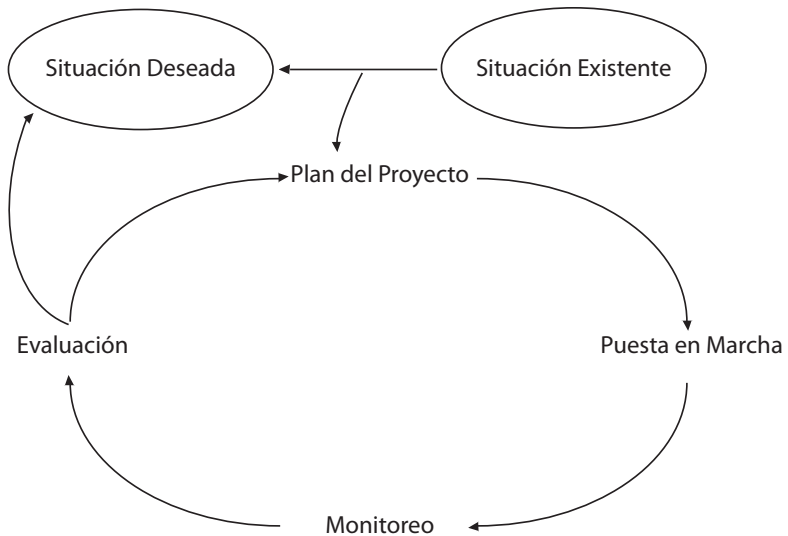 Situación Deseada
Situación Existente
Plan del Proyecto
Evaluación
Puesta en Marcha
Monitoreo